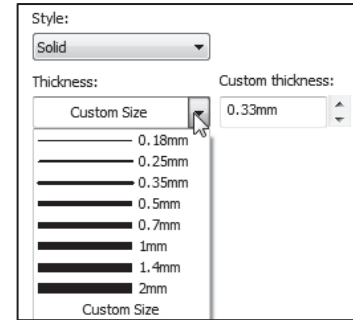 Style:
Solid
Thickness: Custom thickness:
Custom Size 0.33mm
0.18mm
0.25mm
0.35mm
0.5mm
0.7mm
1mm
1.4mm
2mm
Custom Size